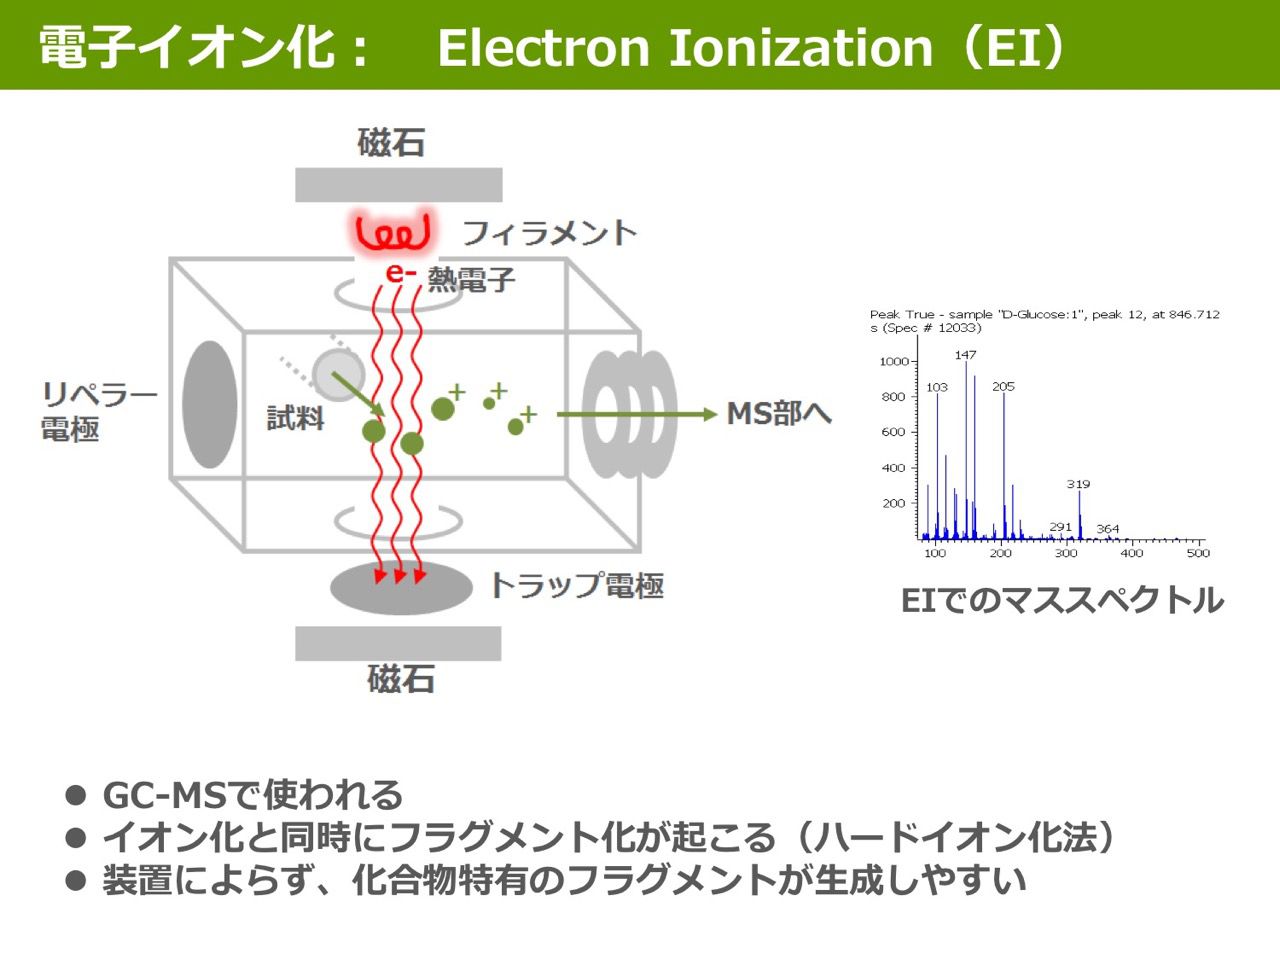 電子イオン化： Electron Ionization（EI）
磁石
フィラメント
e- 熱電子
リペラー
電極
試料
+ + +
MS部へ
トラップ電極
磁石
Peak True - sample "D-Glucose:1", peak 12, at 846.712
s (Spec # 12033)
1000
800
600
400
200
147
103
205
319
291
364
100 200 300 400 500
EIでのマススペクトル
● GC-MSで使われる
● イオン化と同時にフラグメント化が起こる（ハードイオン化法）
● 装置によらず、化合物特有のフラグメントが生成しやすい